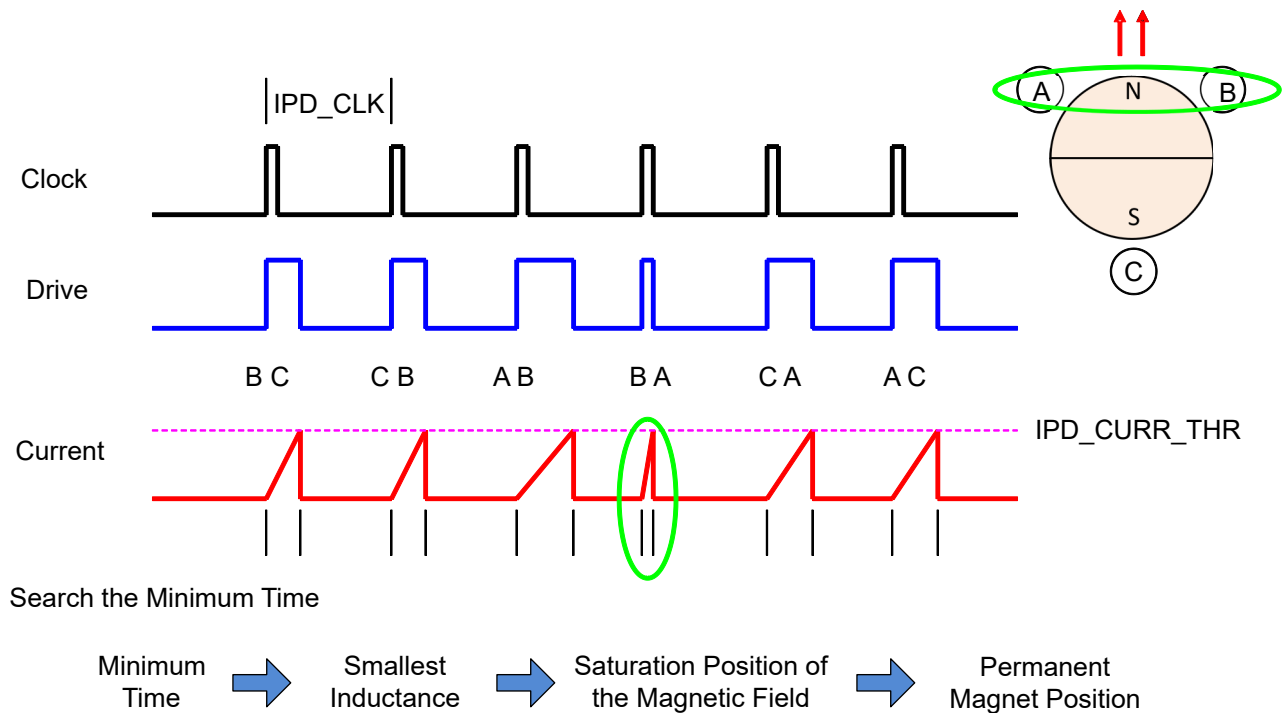 IPD_CLK
A
N
B
Clock
S
C
Drive
B C
C B
A B
B A
C A
A C
IPD_CURR_THR
Current
Search the Minimum Time
Minimum
Time
Smallest
Inductance
Saturation Position of
the Magnetic Field
Permanent
Magnet Position